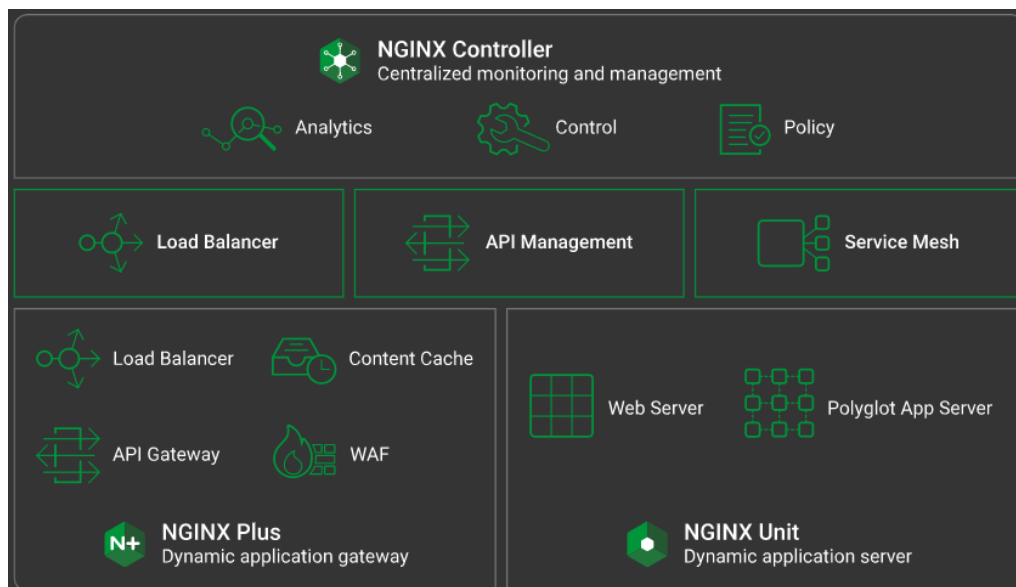 NGINX Controller
Centralized monitoring and management
Analytics
Control
Policy
Load Balancer
API Management
Service Mesh
Load Balancer
Content Cache
API Gateway
WAF
N+
NGINX Plus
Dynamic application gateway
Web Server
Polyglot App Server
NGINX Unit
Dynamic application server